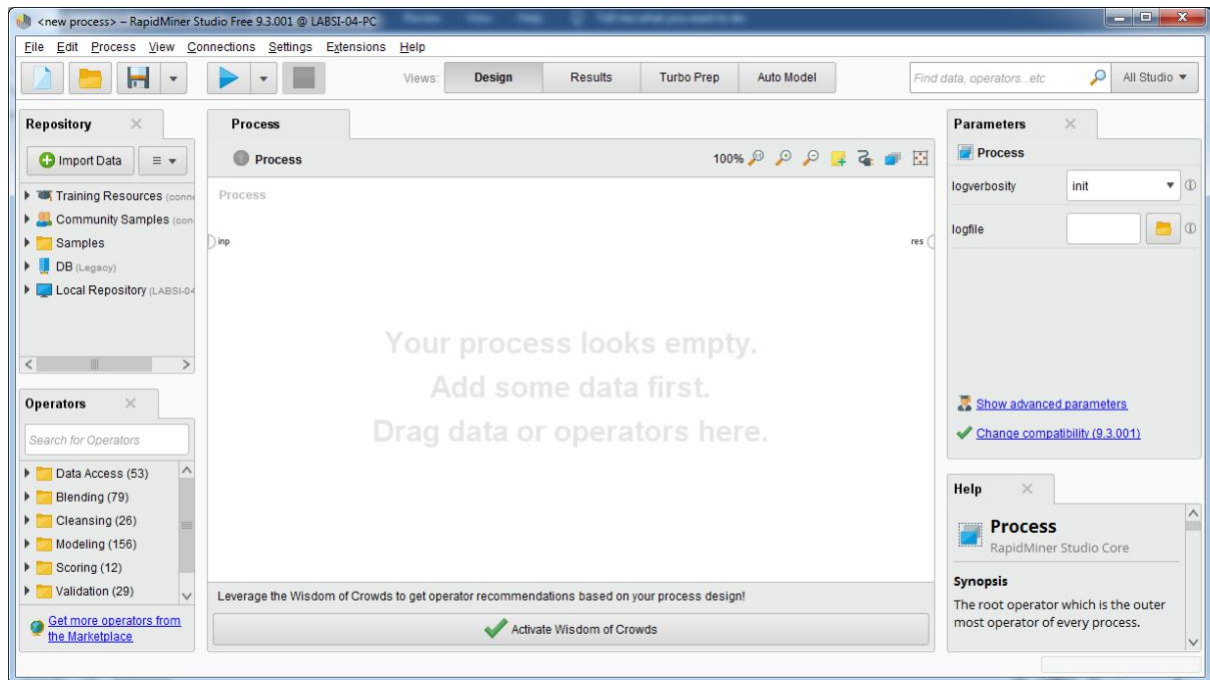 <new process> – RapidMiner Studio Free 9.3.001 @ LABSI-04-PC
File Edit Process View Connections Settings Extensions Help
Views: Design Results Turbo Prep Auto Model
Find data, operators...etc All Studio
Repository
Import Data
Training Resources (conn
Community Samples (con
Samples
DB (Legacy)
Local Repository (LABSI-04
Operators
Search for Operators
Data Access (53)
Blending (79)
Cleansing (26)
Modeling (156)
Scoring (12)
Validation (29)
Get more operators from
the Marketplace
Process
Process
100%
Process
inp
res
Your process looks empty.
Add some data first.
Drag data or operators here.
Leverage the Wisdom of Crowds to get operator recommendations based on your process design!
Activate Wisdom of Crowds
Parameters
Process
logverbosity init
logfile
Show advanced parameters
Change compatibility (9.3.001)
Help
Process
RapidMiner Studio Core
Synopsis
The root operator which is the outer
most operator of every process.